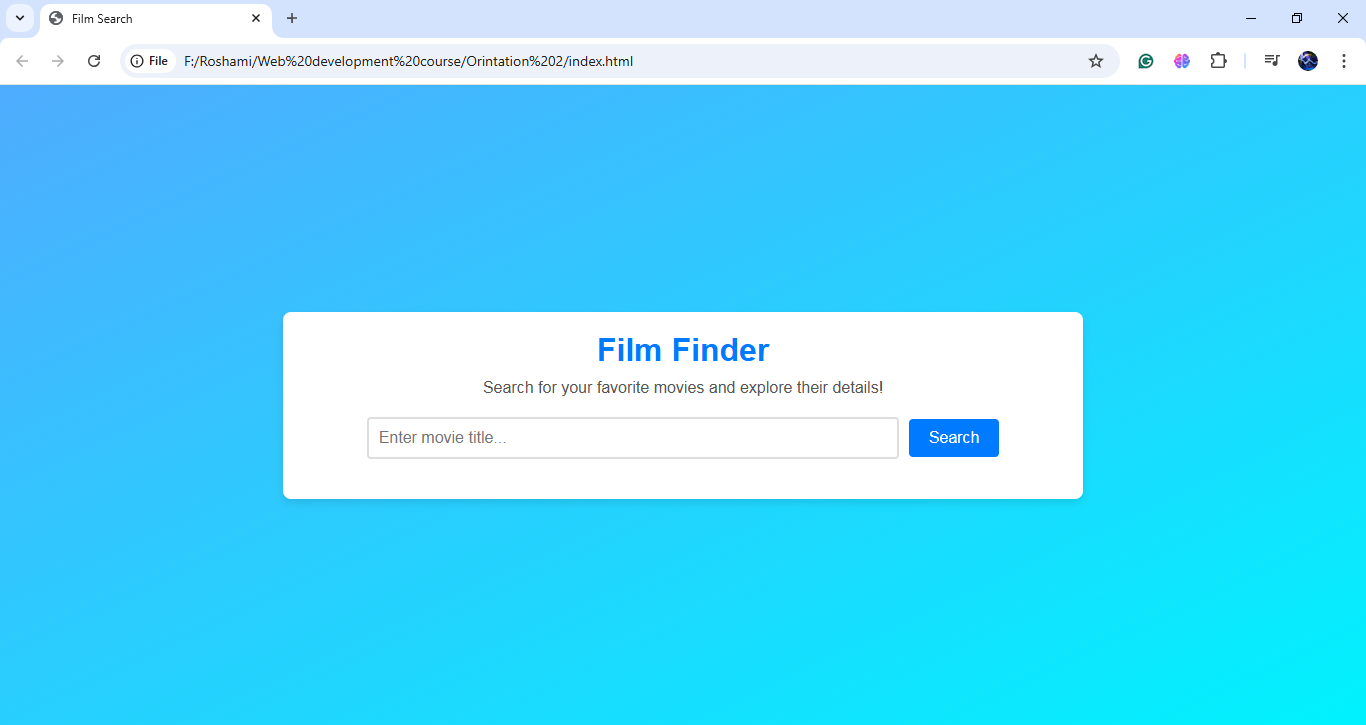 Film Search
File
F:/Roshami/Web%20development%20course/Orintation%202/index.html
Film Finder
Search for your favorite movies and explore their details!
Enter movie title...
Search